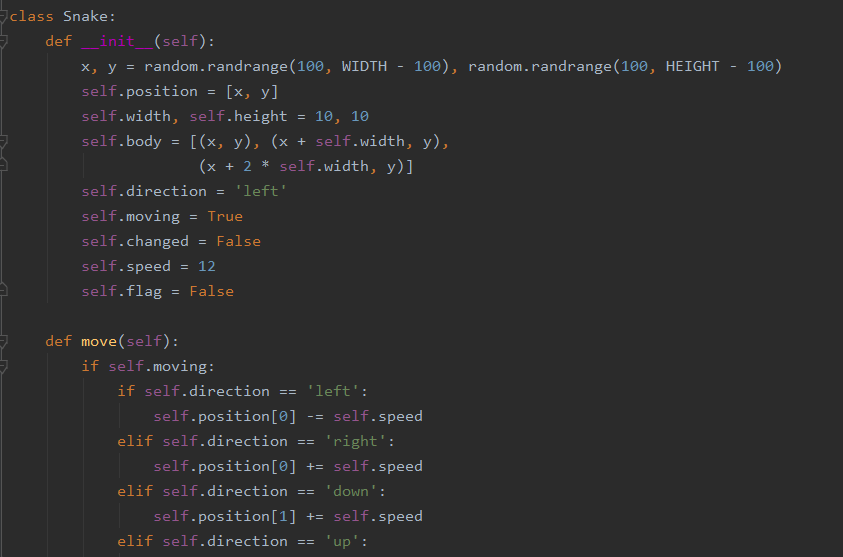 class Snake:
    def __init__(self):
        x, y = random.randrange(100, WIDTH - 100), random.randrange(100, HEIGHT - 100)
        self.position = [x, y]
        self.width, self.height = 10, 10
        self.body = [(x, y), (x + self.width, y),
                     (x + 2 * self.width, y)]
        self.direction = 'left'
        self.moving = True
        self.changed = False
        self.speed = 12
        self.flag = False

    def move(self):
        if self.moving:
            if self.direction == 'left':
                self.position[0] -= self.speed
            elif self.direction == 'right':
                self.position[0] += self.speed
            elif self.direction == 'down':
                self.position[1] += self.speed
            elif self.direction == 'up':